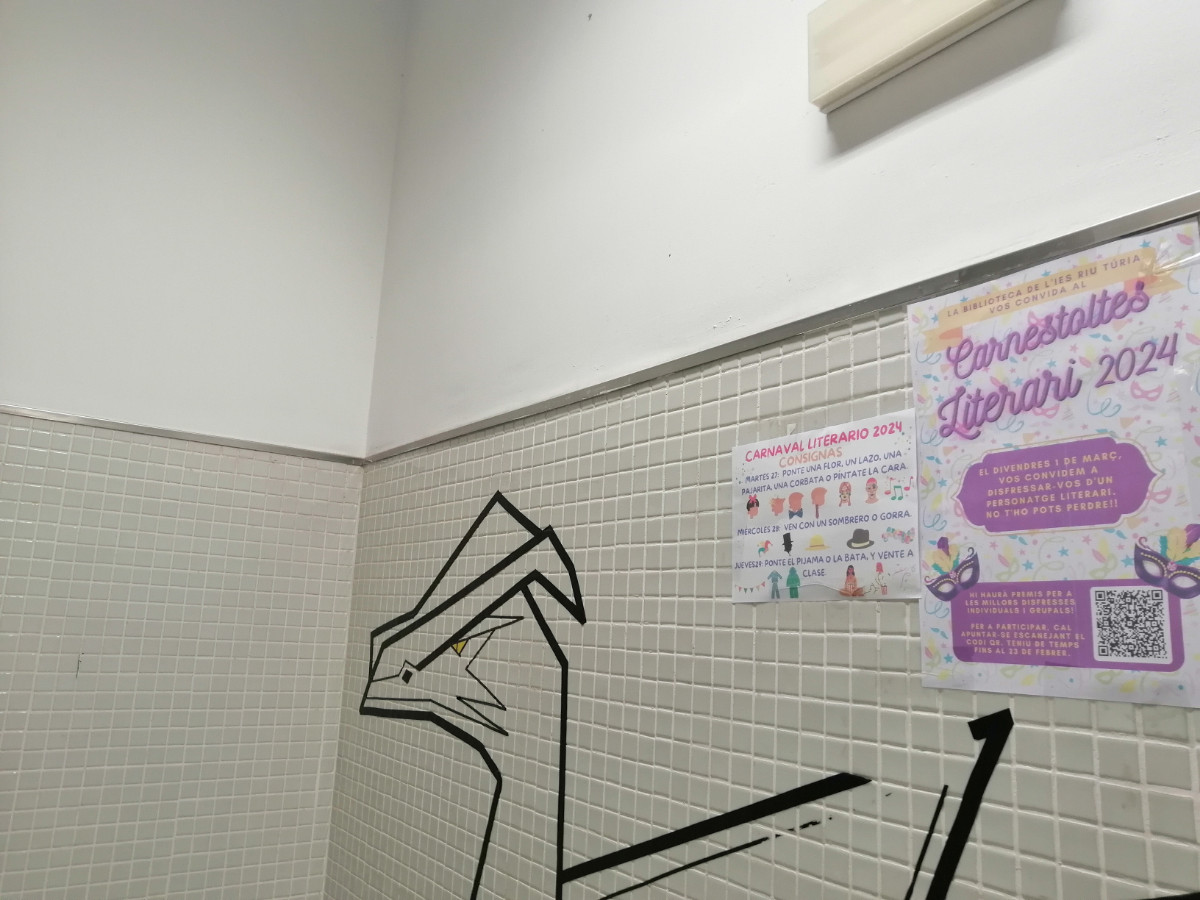 CARNAVAL LITERARIO 2024
CONSIGNAS
MARTES 27: PONTE UNA FLOR, UN LAZO, UNA
PAJARITA, UNA CORBATA O PÍNTATE LA CARA.
MIÉRCOLES 28: VEN CON UN SOMBRERO O GORRA.
JUEVES29: PONTE EL PIJAMA O LA BATA, Y VENTE A
CLASE
LA BIBLIOTECA DE L'IES RIU TÚRIA
VOS CONVIDA AL
Carnestoltes
Literari 2024
EL DIVENDRES 1 DE MARÇ,
VOS CONVIDEM A
DISFRESSAR-VOS D'UN
PERSONATGE LITERARI.
NO T'HO POTS PERDRE!!
HI HAURÀ PREMIS PER A
LES MILLORS DISFRESSES
INDIVIDUALS I GRUPALS!
PER A PARTICIPAR, CAL
APUNTAR-SE ESCANEJANT EL
CODI QR. TENIU DE TEMPS
FINS AL 23 DE FEBRER.